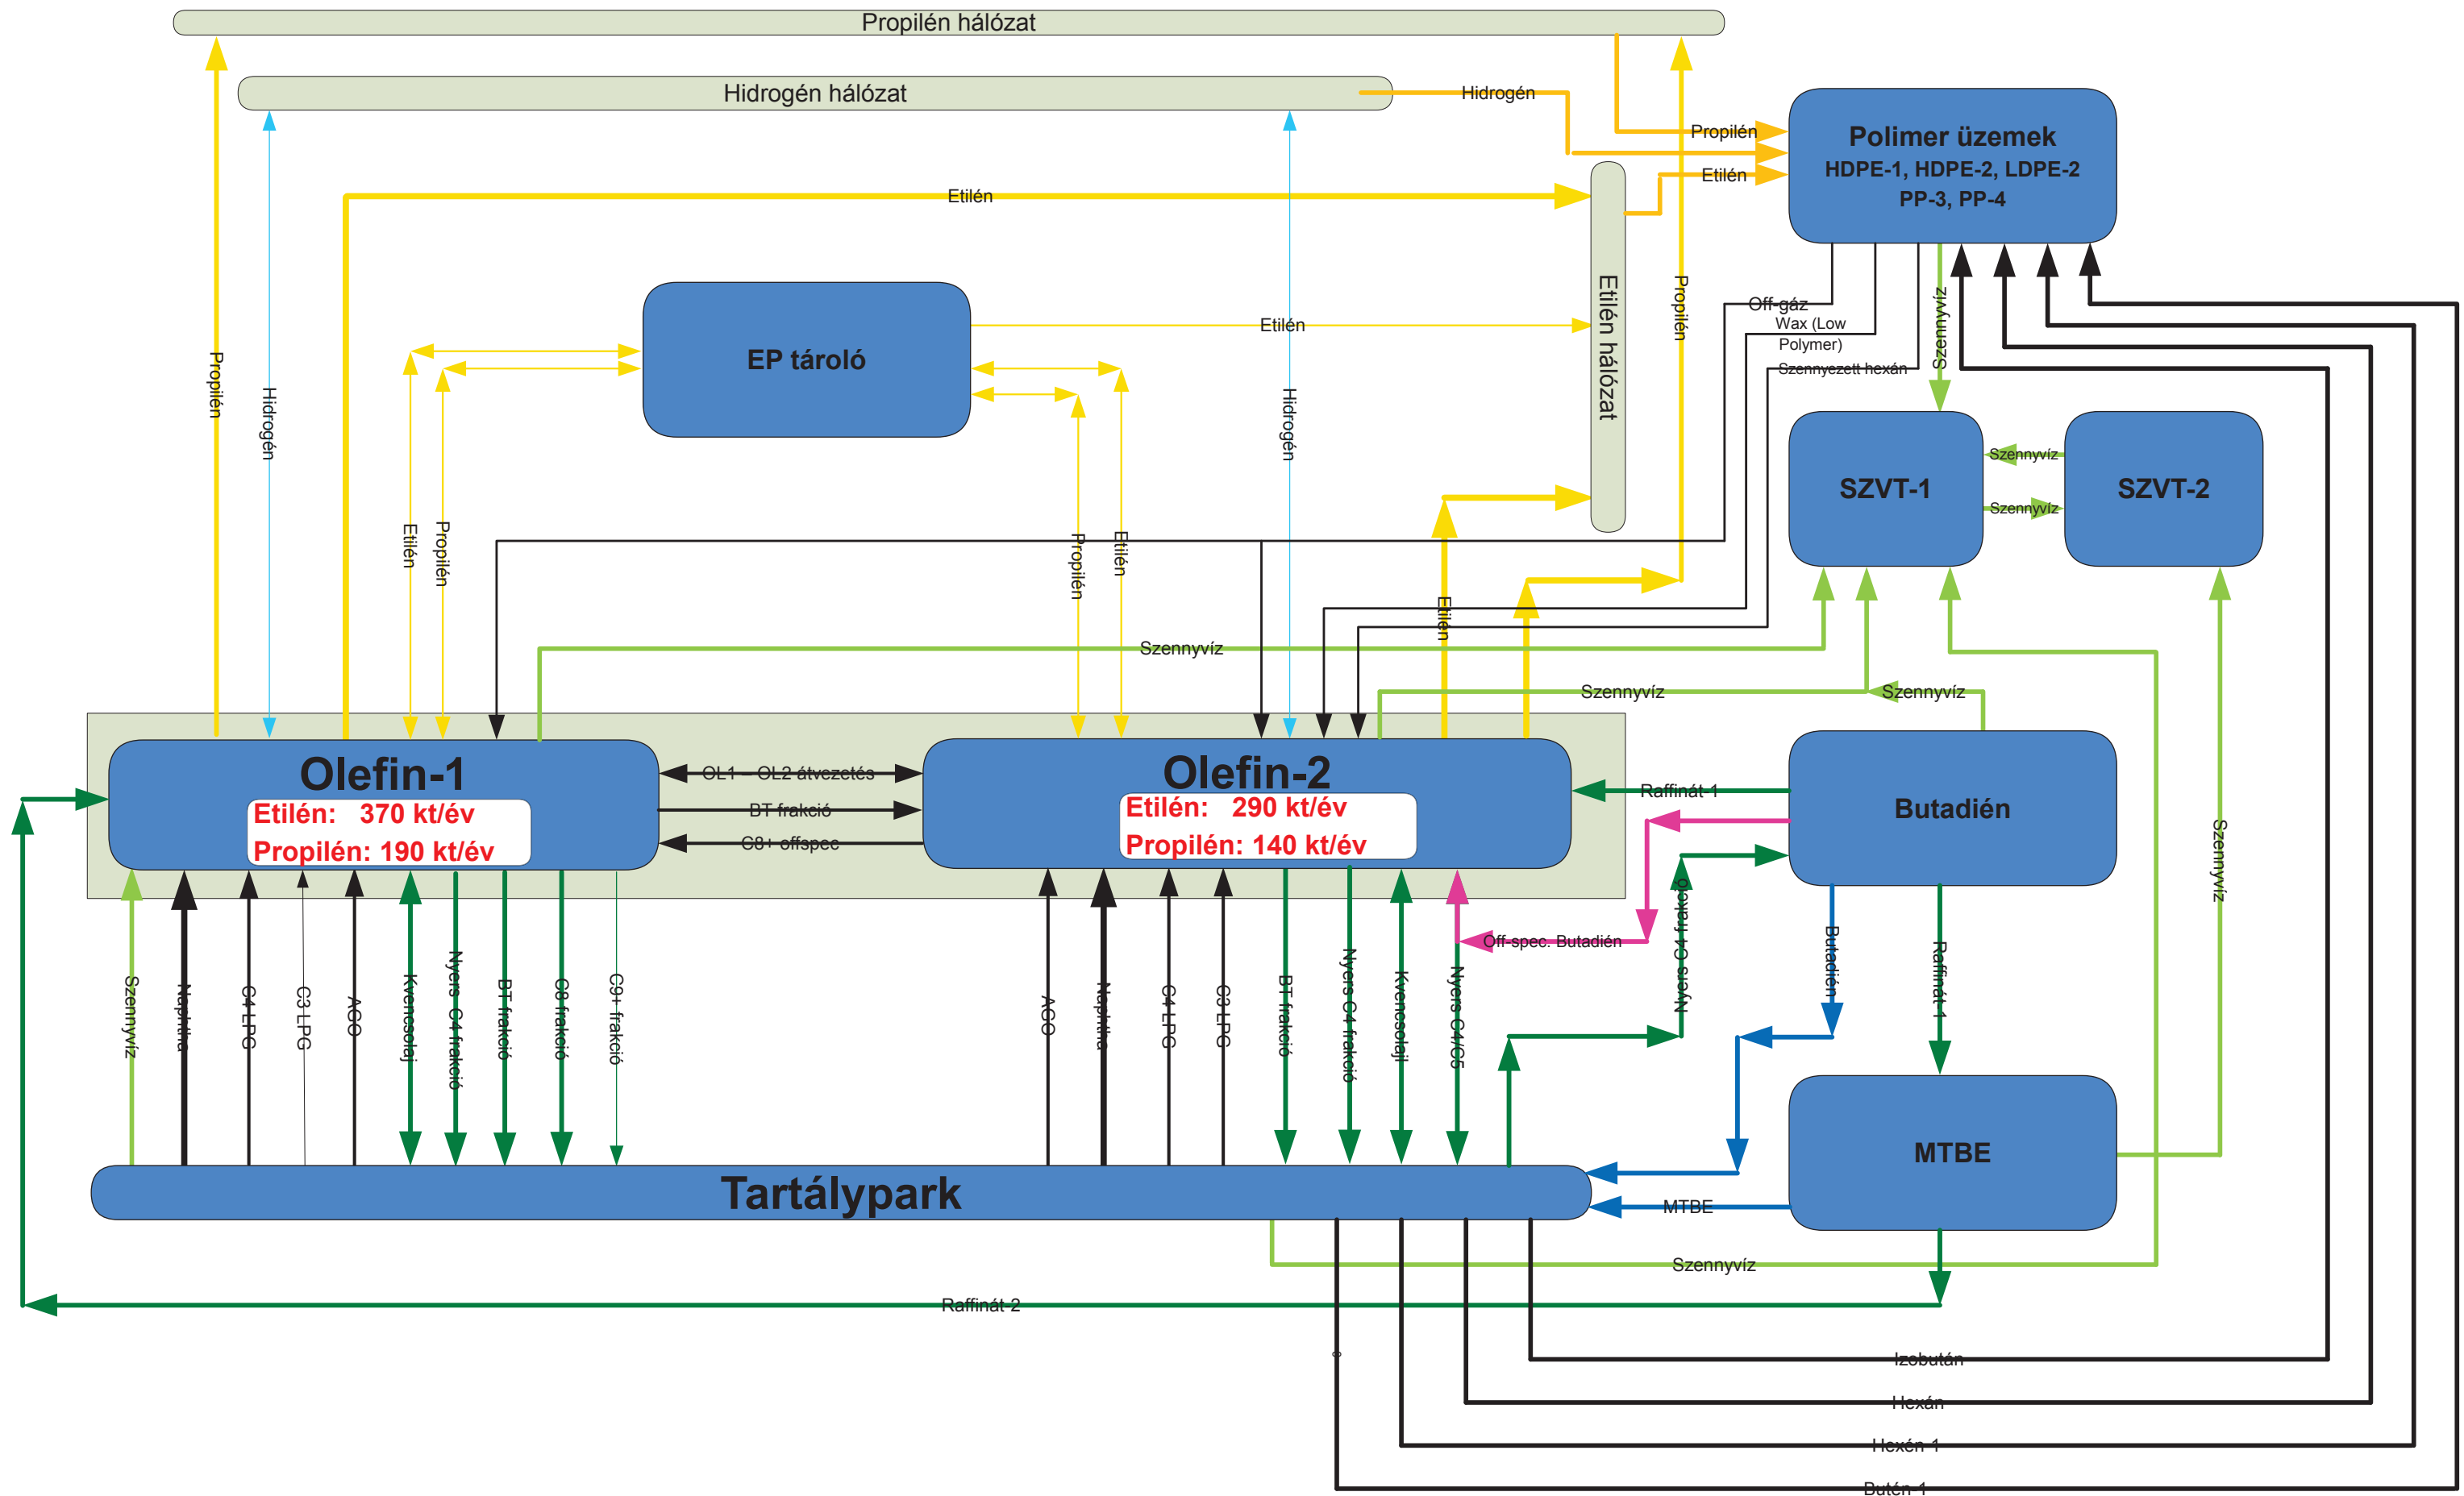 Propilén hálózat
Hidrogén hálózat
Hidrogén
Propilén
Polimer üzemek
HDPE-1, HDPE-2, LDPE-2
PP-3, PP-4
Etilén
Etilén
Etilén hálózat
Propilén
Off-gáz
Wax (Low
Polymer)
Szennyezett hexán
Szennyvíz
EP tároló
Etilén
Propilén
Hidrogén
Hidrogén
Etilén
Propilén
Propilén
Etilén
Etilén
SZVT-1
Szennyvíz
Szennyvíz
SZVT-2
Szennyvíz
Szennyvíz
Szennyvíz
Olefin-1
Etilén: 370 kt/év
Propilén: 190 kt/év
OL1 – OL2 átvezetés
BT frakció
C8+ offspec
Olefin-2
Etilén: 290 kt/év
Propilén: 140 kt/év
Raffinát-1
Butadién
Szennyvíz
Off-spec. Butadién
Nyers C4 frakció
Butadién
Raffinát-1
Szennyvíz
Naphtha
C4 LPG
C3 LPG
AGO
Kvencsolaj
Nyers C4 frakció
BT frakció
C8 frakció
C9+ frakció
AGO
Naphtha
C4 LPG
C3 LPG
BT frakció
Nyers C4 frakció
Kvencsolajl
Nyers C4/C5
MTBE
Tartálypark
MTBE
Szennyvíz
Raffinát-2
Izobután
Hexán
Hexén-1
Butén-1